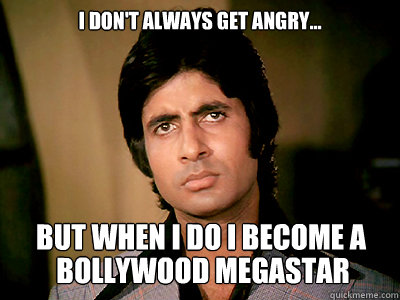 I DON'T ALWAYS GET ANGRY...
BUT WHEN I DO I BECOME A
BOLLYWOOD MEGASTAR
quickmeme.com